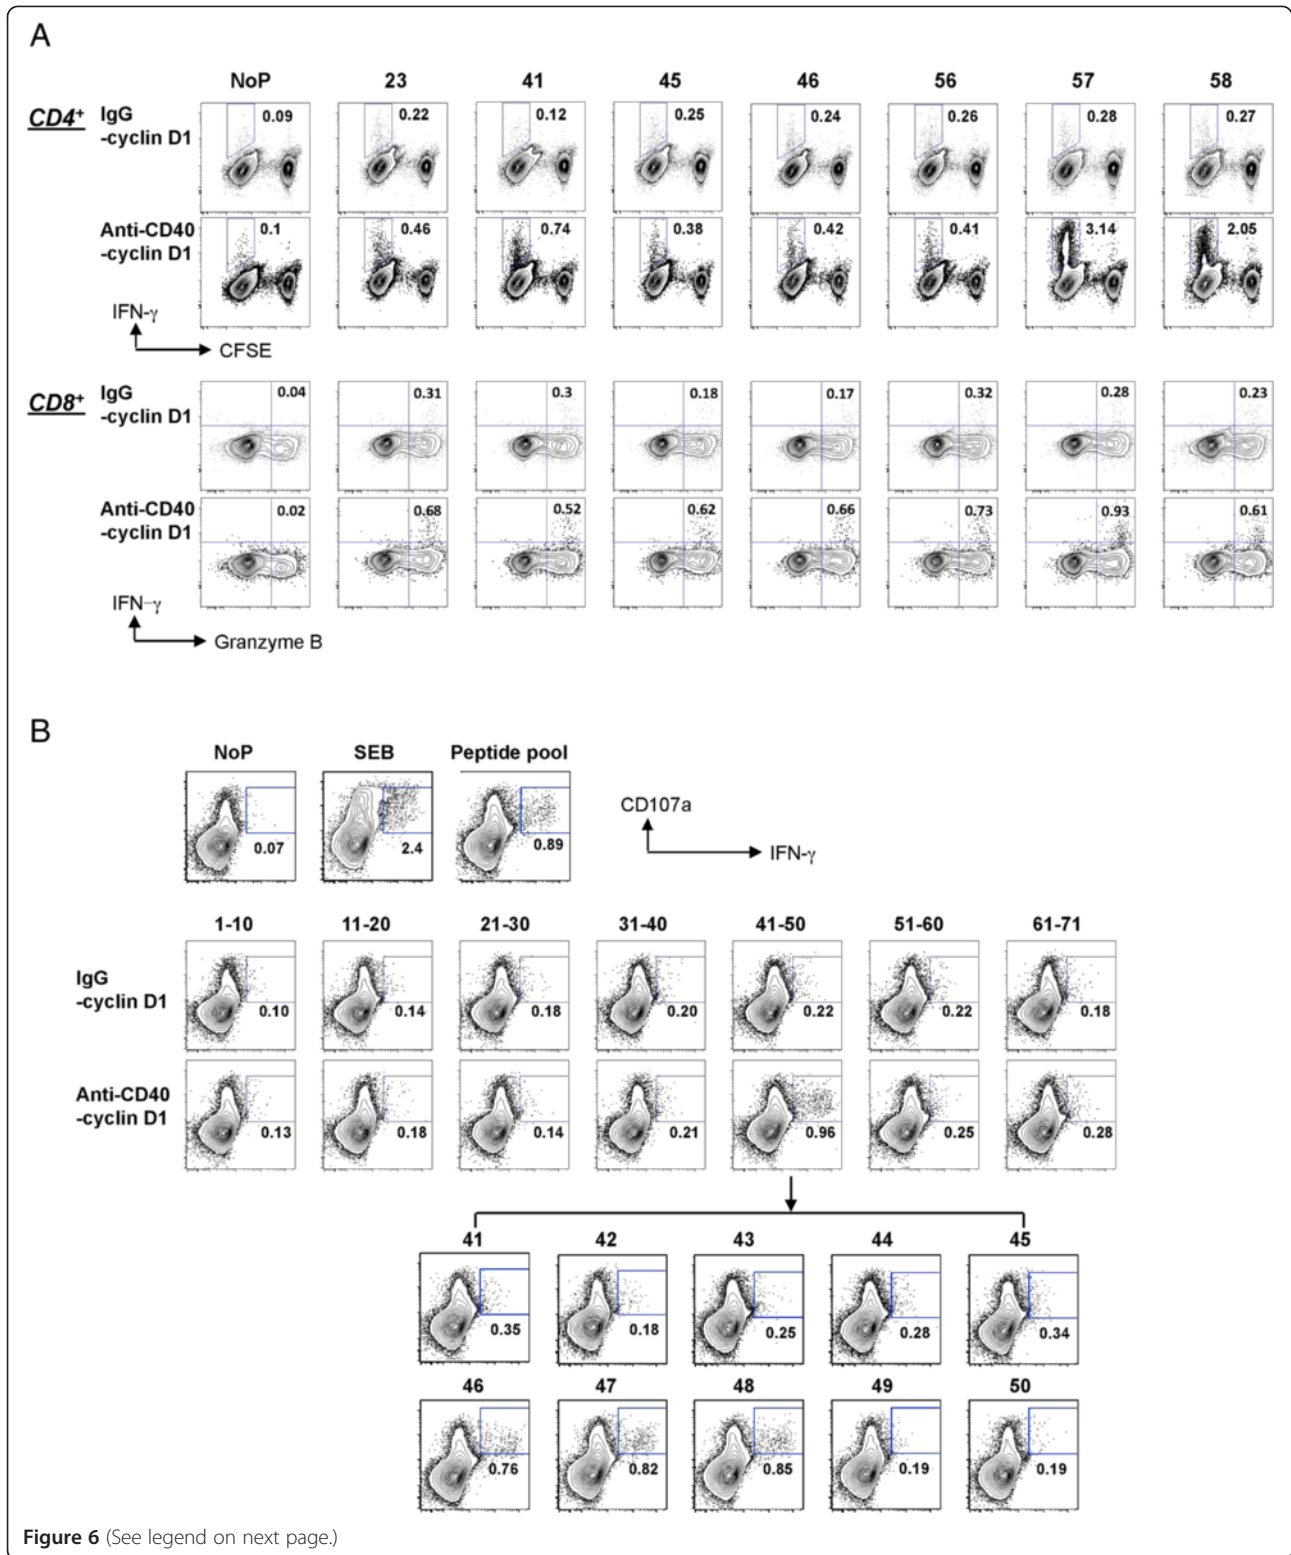 A
NoP 23 41 45 46 56 57 58
CD4+ IgG
-cyclin D1
0.09 0.22 0.12 0.25 0.24 0.26 0.28 0.27
Anti-CD40
-cyclin D1
0.1 0.46 0.74 0.38 0.42 0.41 3.14 2.05
IFN-γ
CFSE
CD8+ IgG
-cyclin D1
0.04 0.31 0.3 0.18 0.17 0.32 0.28 0.23
Anti-CD40
-cyclin D1
0.02 0.68 0.52 0.62 0.66 0.73 0.93 0.61
IFN-γ
Granzyme B
B
NoP SEB Peptide pool
0.07 2.4 0.89
CD107a
IFN-γ
1-10 11-20 21-30 31-40 41-50 51-60 61-71
IgG
-cyclin D1
0.10 0.14 0.18 0.20 0.22 0.22 0.18
Anti-CD40
-cyclin D1
0.13 0.18 0.14 0.21 0.96 0.25 0.28
41 42 43 44 45
0.35 0.18 0.25 0.28 0.34
46 47 48 49 50
0.76 0.82 0.85 0.19 0.19
Figure 6 (See legend on next page.)